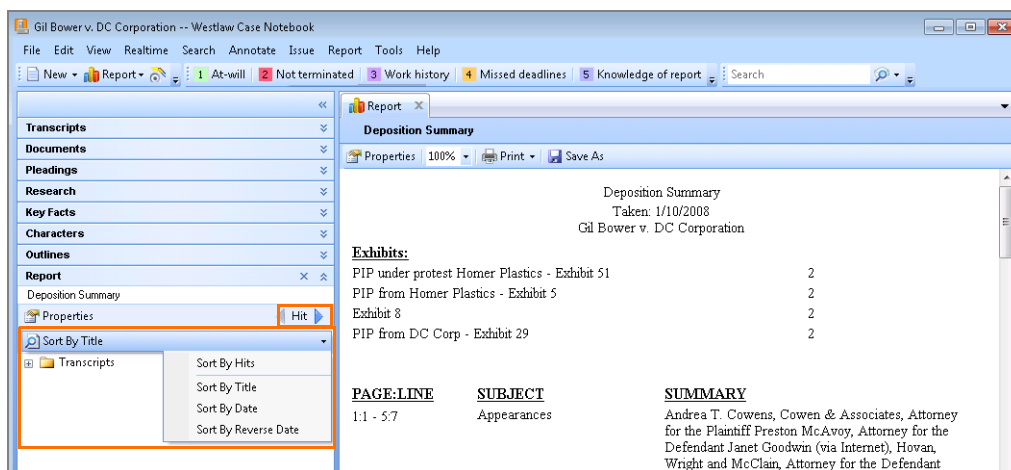 Gil Bower v. DC Corporation -- Westlaw Case Notebook
File Edit View Realtime Search Annotate Issue Report Tools Help
New Report 1 At-will 2 Not terminated 3 Work history 4 Missed deadlines 5 Knowledge of report Search
Report
Transcripts
Documents
Pleadings
Research
Key Facts
Characters
Outlines
Report
Deposition Summary
Properties Hit
Sort By Title
Transcripts
Sort By Hits
Sort By Title
Sort By Date
Sort By Reverse Date
Deposition Summary
Properties 100% Print Save As
Deposition Summary
Taken: 1/10/2008
Gil Bower v. DC Corporation
Exhibits:
PIP under protest Homer Plastics - Exhibit 51 2
PIP from Homer Plastics - Exhibit 5 2
Exhibit 8 2
PIP from DC Corp - Exhibit 29 2
PAGE:LINE SUBJECT SUMMARY
1:1 - 5:7 Appearances Andrea T. Cowens, Cowen & Associates, Attorney
for the Plaintiff Preston McAvoy, Attorney for the
Defendant Janet Goodwin (via Internet), Hovan,
Wright and McClain, Attorney for the Defendant